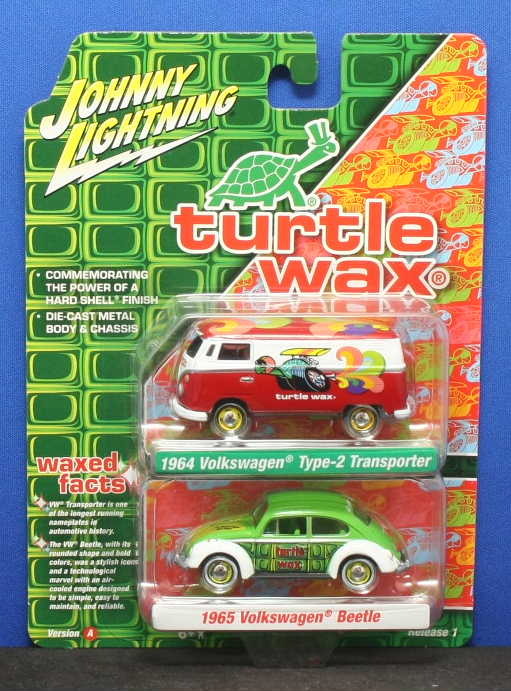 JOHNNY
LIGHTNING
®
turtle
wax®
• COMMEMORATING
THE POWER OF A
HARD SHELL® FINISH
• DIE-CAST METAL
BODY & CHASSIS
turtle wax
1964 Volkswagen® Type-2 Transporter
waxed
facts
VW® Transporter is one
of the longest running
nameplates in
automotive history.
The VW Beetle, with its
rounded shape and bold
colors, was a stylish icon
and a technological
marvel with an air-
cooled engine designed
to be simple, easy to
maintain, and reliable.
turtle
wax
1965 Volkswagen® Beetle
Version A
Release 1